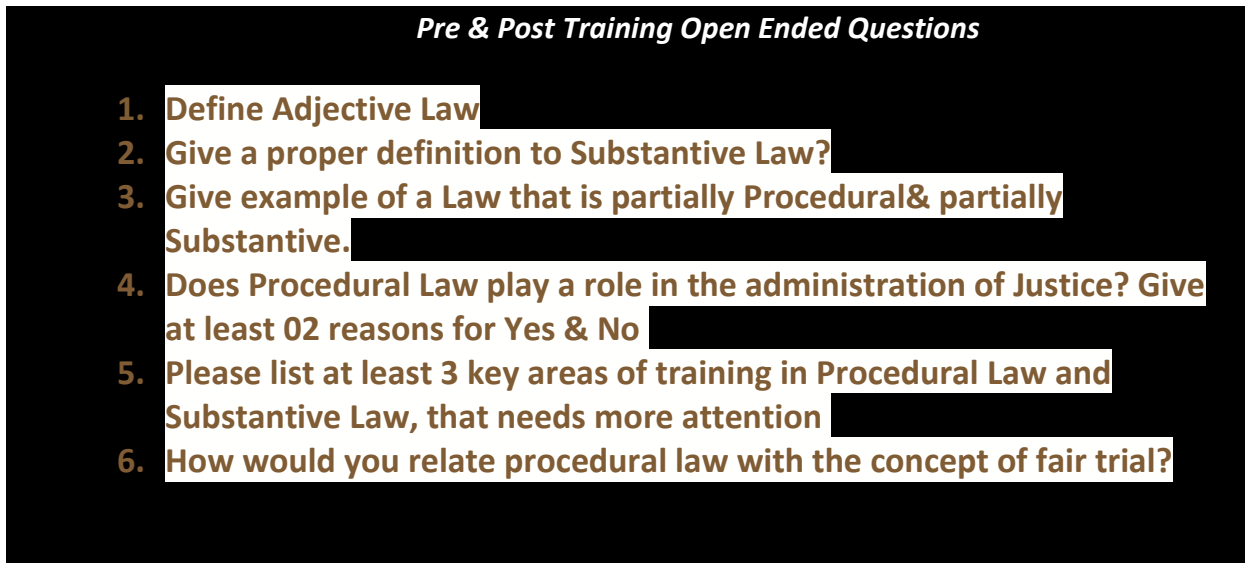 Pre & Post Training Open Ended Questions
1. Define Adjective Law
2. Give a proper definition to Substantive Law?
3. Give example of a Law that is partially Procedural& partially
Substantive.
4. Does Procedural Law play a role in the administration of Justice? Give
at least 02 reasons for Yes & No
5. Please list at least 3 key areas of training in Procedural Law and
Substantive Law, that needs more attention
6. How would you relate procedural law with the concept of fair trial?